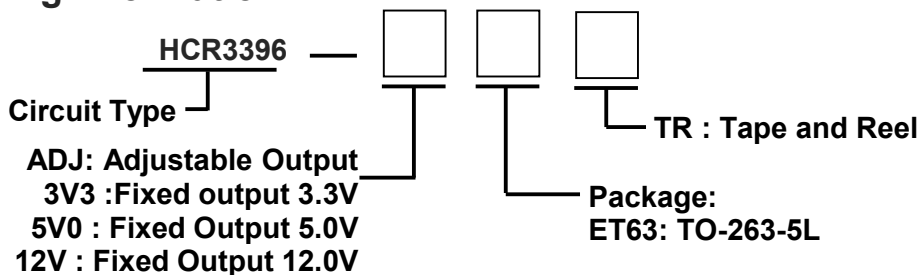 HCR3396 —
Circuit Type
TR : Tape and Reel
ADJ: Adjustable Output
3V3 :Fixed output 3.3V
5V0 : Fixed Output 5.0V
12V : Fixed Output 12.0V
Package:
ET63: TO-263-5L